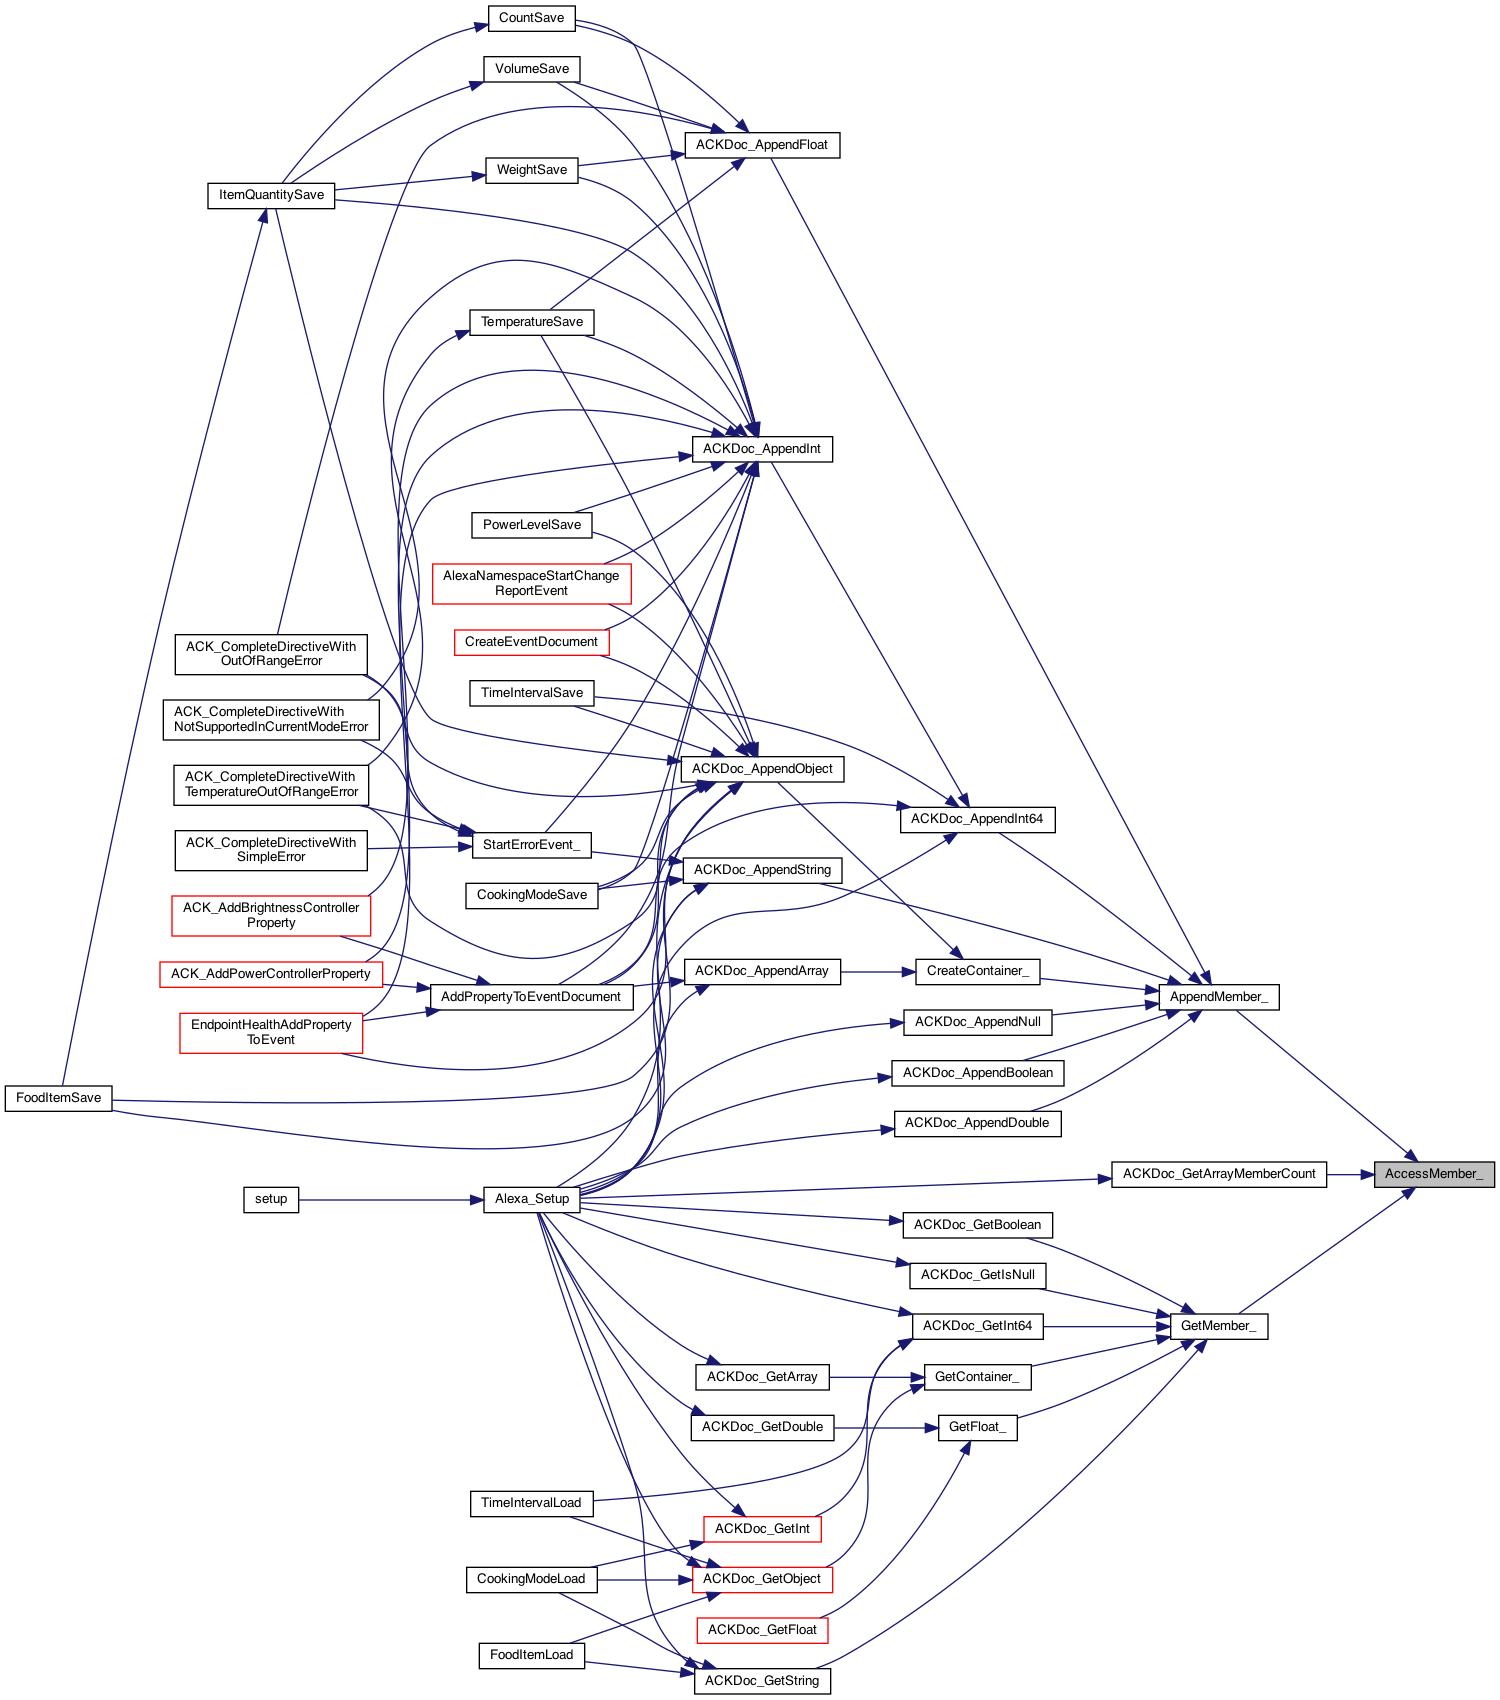 CountSave
VolumeSave
ACKDoc_AppendFloat
WeightSave
ItemQuantitySave
TemperatureSave
ACKDoc_AppendInt
PowerLevelSave
AlexaNamespaceStartChange
ReportEvent
CreateEventDocument
ACK_CompleteDirectiveWith
OutOfRangeError
TimeIntervalSave
ACK_CompleteDirectiveWith
NotSupportedInCurrentModeError
ACKDoc_AppendObject
ACK_CompleteDirectiveWith
TemperatureOutOfRangeError
ACKDoc_AppendInt64
ACK_CompleteDirectiveWith
SimpleError
StartErrorEvent_
ACKDoc_AppendString
CookingModeSave
ACK_AddBrightnessController
Property
ACK_AddPowerControllerProperty
ACKDoc_AppendArray
CreateContainer_
AddPropertyToEventDocument
AppendMember_
EndpointHealthAddProperty
ToEvent
ACKDoc_AppendNull
ACKDoc_AppendBoolean
FoodItemSave
ACKDoc_AppendDouble
ACKDoc_GetArrayMemberCount
AccessMember_
setup
Alexa_Setup
ACKDoc_GetBoolean
ACKDoc_GetIsNull
ACKDoc_GetInt64
GetMember_
ACKDoc_GetArray
GetContainer_
ACKDoc_GetDouble
GetFloat_
TimeIntervalLoad
ACKDoc_GetInt
CookingModeLoad
ACKDoc_GetObject
ACKDoc_GetFloat
FoodItemLoad
ACKDoc_GetString